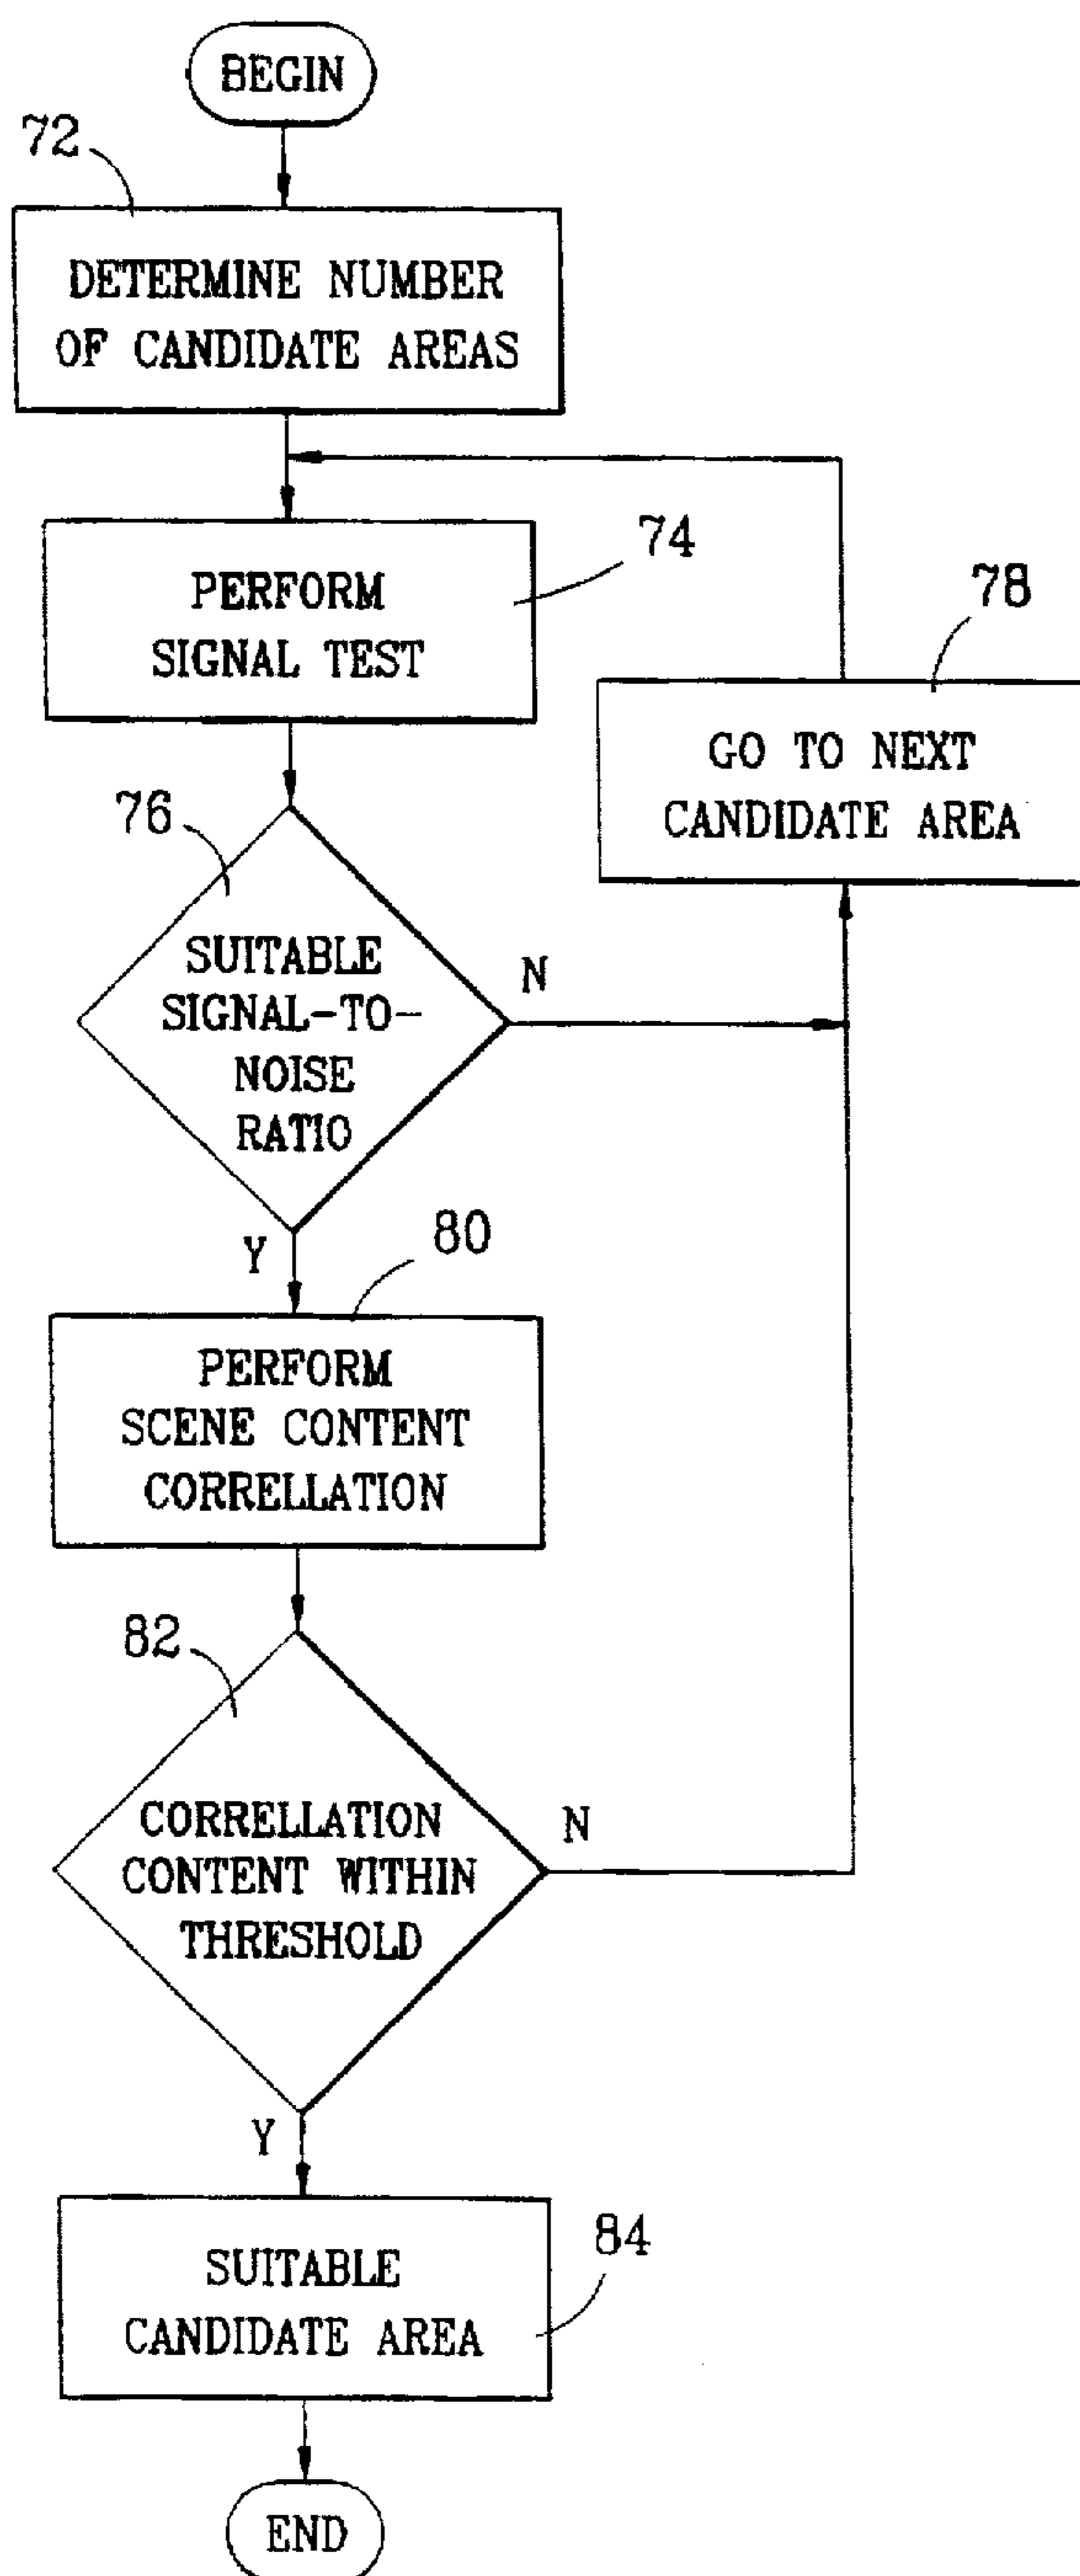 BEGIN
72
DETERMINE NUMBER
OF CANDIDATE AREAS
74
PERFORM
SIGNAL TEST
78
GO TO NEXT
CANDIDATE AREA
76
SUITABLE
SIGNAL-TO-
NOISE
RATIO
N
Y
80
PERFORM
SCENE CONTENT
CORRELLATION
82
CORRELLATION
CONTENT WITHIN
THRESHOLD
N
Y
84
SUITABLE
CANDIDATE AREA
END